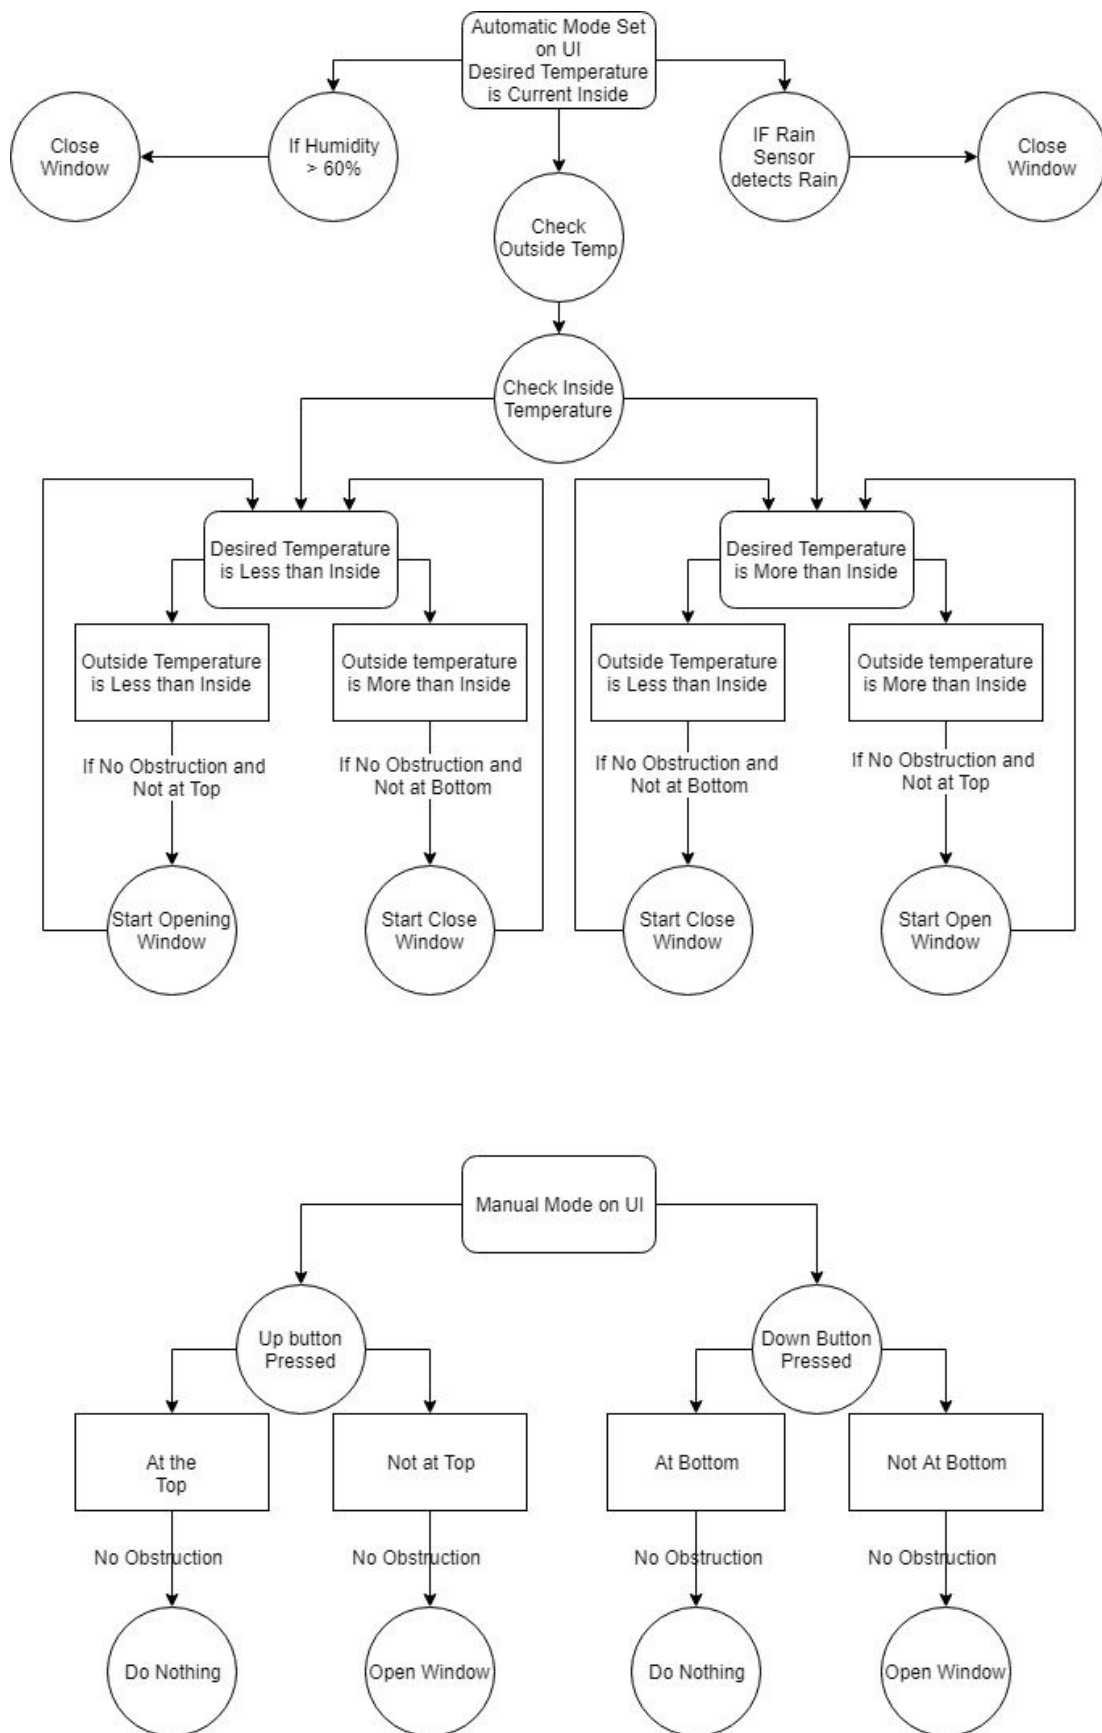 Automatic Mode Set
on UI
Desired Temperature
is Current Inside
Close
Window
If Humidity
> 60%
IF Rain
Sensor
detects Rain
Close
Window
Check
Outside Temp
Check Inside
Temperature
Desired Temperature
is Less than Inside
Desired Temperature
is More than Inside
Outside Temperature
is Less than Inside
Outside temperature
is More than Inside
Outside Temperature
is Less than Inside
Outside temperature
is More than Inside
If No Obstruction and
Not at Top
If No Obstruction and
Not at Bottom
If No Obstruction and
Not at Bottom
If No Obstruction and
Not at Top
Start Opening
Window
Start Close
Window
Start Close
Window
Start Open
Window
Manual Mode on UI
Up button
Pressed
Down Button
Pressed
At the
Top
Not at Top
At Bottom
Not At Bottom
No Obstruction
No Obstruction
No Obstruction
No Obstruction
Do Nothing
Open Window
Do Nothing
Open Window